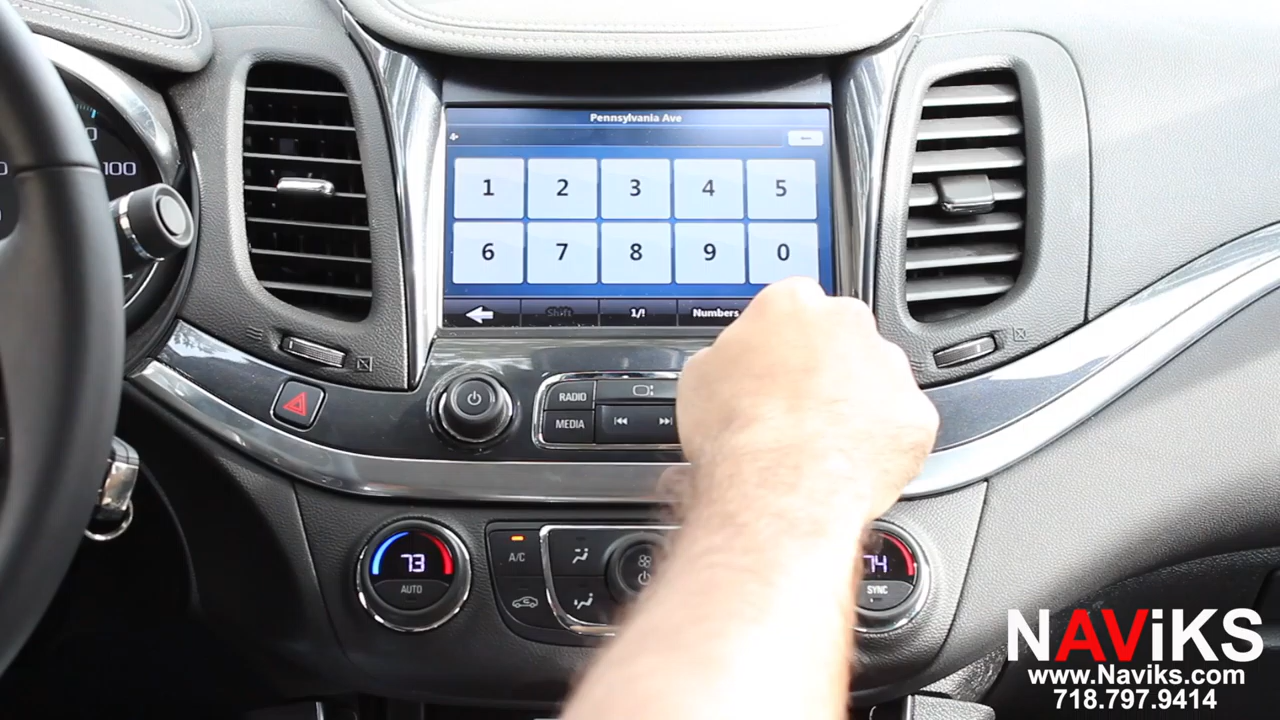 Pennsylvania Ave
4
1 2 3 4 5
6 7 8 9 0
Shift 1/! Numbers
100
RADIO
MEDIA
73
AUTO
A/C
74
SYNC
NAViKS
www.Naviks.com
718.797.9414